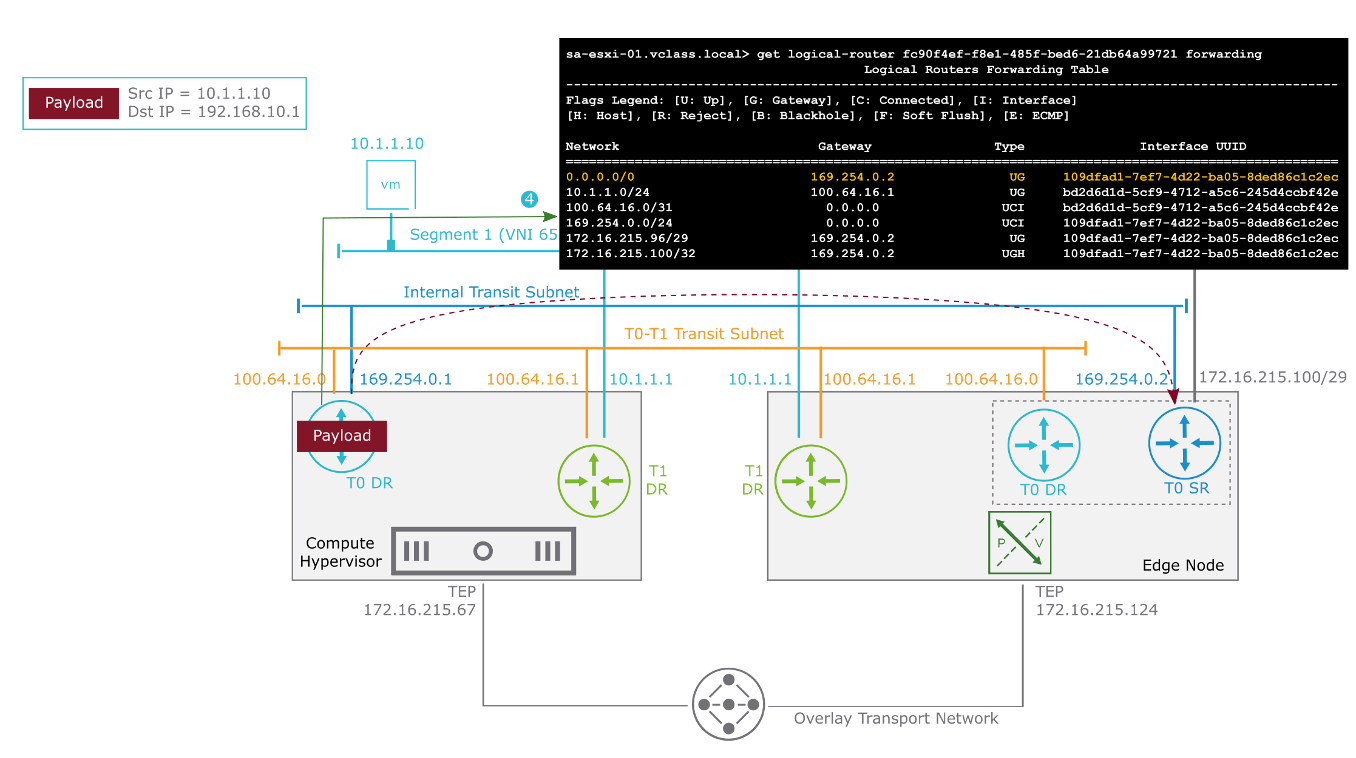 sa-esxi-01.vclass.local> get logical-router fc90f4ef-f8e1-485f-bed6-21db64a99721 forwarding
Logical Routers Forwarding Table
--------------------------------------------------------------------------------
Flags Legend: [U: Up], [G: Gateway], [C: Connected], [I: Interface]
[H: Host], [R: Reject], [B: Blackhole], [F: Soft Flush], [E: ECMP]
Network Gateway Type Interface UUID
================================================================================
0.0.0.0/0 169.254.0.2 UG 109dfad1-7ef7-4d22-ba05-8ded86c1c2ec
10.1.1.0/24 100.64.16.1 UG bd2d6d1d-5cf9-4712-a5c6-245d4ccbf42e
100.64.16.0/31 0.0.0.0 UCI bd2d6d1d-5cf9-4712-a5c6-245d4ccbf42e
169.254.0.0/24 0.0.0.0 UCI 109dfad1-7ef7-4d22-ba05-8ded86c1c2ec
172.16.215.96/29 169.254.0.2 UG 109dfad1-7ef7-4d22-ba05-8ded86c1c2ec
172.16.215.100/32 169.254.0.2 UGH 109dfad1-7ef7-4d22-ba05-8ded86c1c2ec
Payload
Src IP = 10.1.1.10
Dst IP = 192.168.10.1
10.1.1.10
vm
4
Segment 1 (VNI 65
Internal Transit Subnet
T0-T1 Transit Subnet
100.64.16.0 169.254.0.1 100.64.16.1 10.1.1.1 10.1.1.1 100.64.16.1 100.64.16.0 169.254.0.2 172.16.215.100/29
Payload
T0 DR
T1
DR
T1
DR
T0 DR
T0 SR
Compute
Hypervisor
P V
Edge Node
TEP
172.16.215.67
TEP
172.16.215.124
Overlay Transport Network